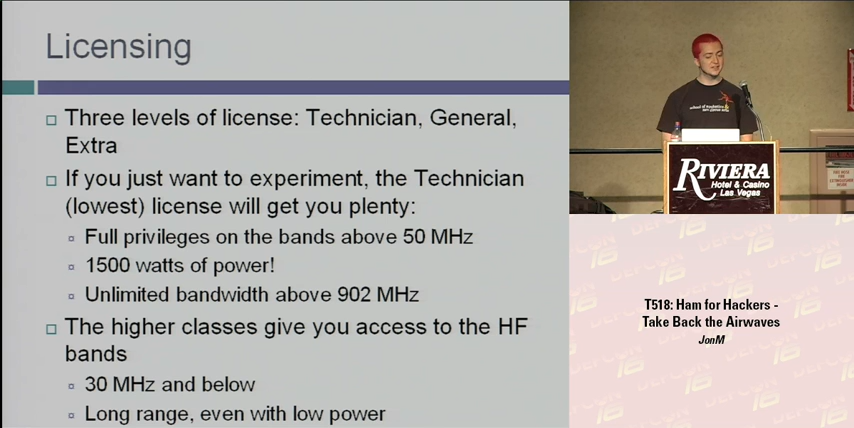 Licensing
Three levels of license: Technician, General,
Extra
If you just want to experiment, the Technician
(lowest) license will get you plenty:
Full privileges on the bands above 50 MHz
1500 watts of power!
Unlimited bandwidth above 902 MHz
The higher classes give you access to the HF
bands
30 MHz and below
Long range, even with low power
RIVIERA
Hotel & Casino
Las Vegas
DEFCON
16
T518: Ham for Hackers -
Take Back the Airwaves
JonM